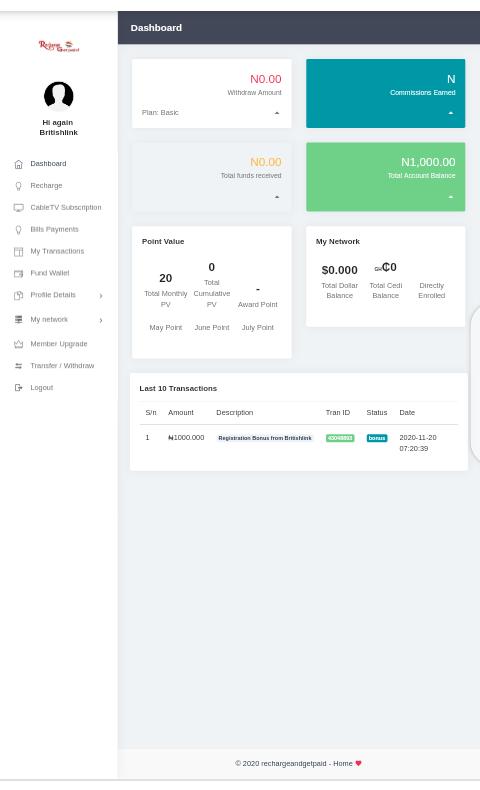 Dashboard
Recharge
Get paid
Hi again
Britishlink
Dashboard
Recharge
CableTV Subscription
Bills Payments
My Transactions
Fund Wallet
Profile Details
My network
Member Upgrade
Transfer / Withdraw
Logout
N0.00
Withdraw Amount
Plan: Basic
N
Commissions Earned
N0.00
Total funds received
N1,000.00
Total Account Balance
Point Value
20
Total Monthly
PV
0
Total
Cumulative
PV
-
Award Point
May Point
June Point
July Point
My Network
$0.000
Total Dollar
Balance
GH₵0
Total Cedi
Balance
Directly
Enrolled
Last 10 Transactions
S/n Amount Description Tran ID Status Date
1 ₦1000.000 Registration Bonus from Britishlink 43048893 bonus 2020-11-20
07:20:39
© 2020 rechargeandgetpaid - Home